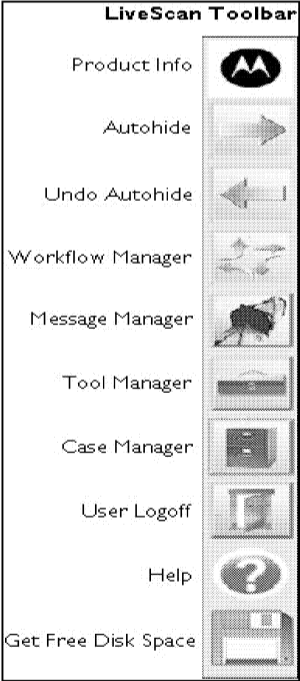 LiveScan Toolbar
Product Info
Autohide
Undo Autohide
Workflow Manager
Message Manager
Tool Manager
Case Manager
User Logoff
Help
?
Get Free Disk Space